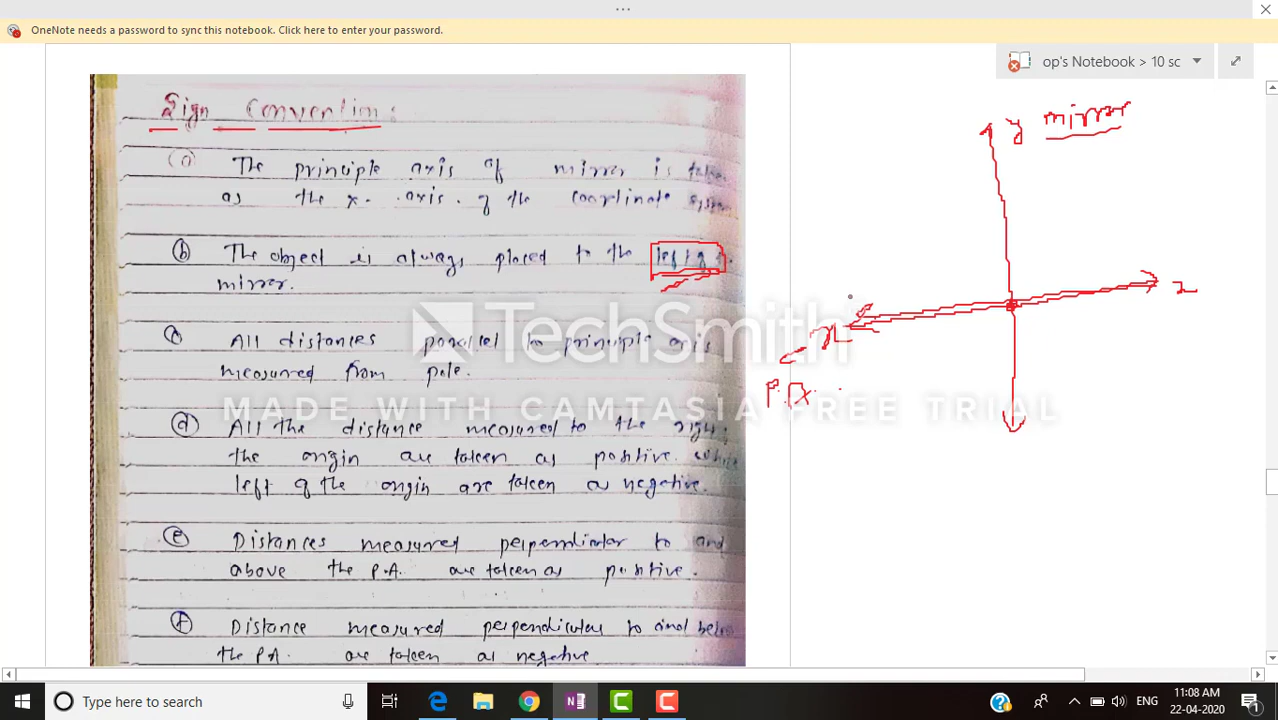 ...
OneNote needs a password to sync this notebook. Click here to enter your password.
op's Notebook > 10 sc
Sign Convention :
(a) The principle axis of mirror is taken
as the x. axis. of the coordinate system
(b) The object is always placed to the left of
mirror.
All distances parallel to principle axis
measured from pole.
(d) All the distance measured to the right
the origin are taken as positive. while
left of the origin are taken as negative.
(e) Distances measured perpendicular to and
above the P.A. are taken as positive.
(f) Distance measured perpendicular to and below
the P.A. are taken as negative
y mirror
x
x
TechSmith
MADE WITH CAMTASIA FREE TRIAL
Type here to search
ENG
11:08 AM
22-04-2020